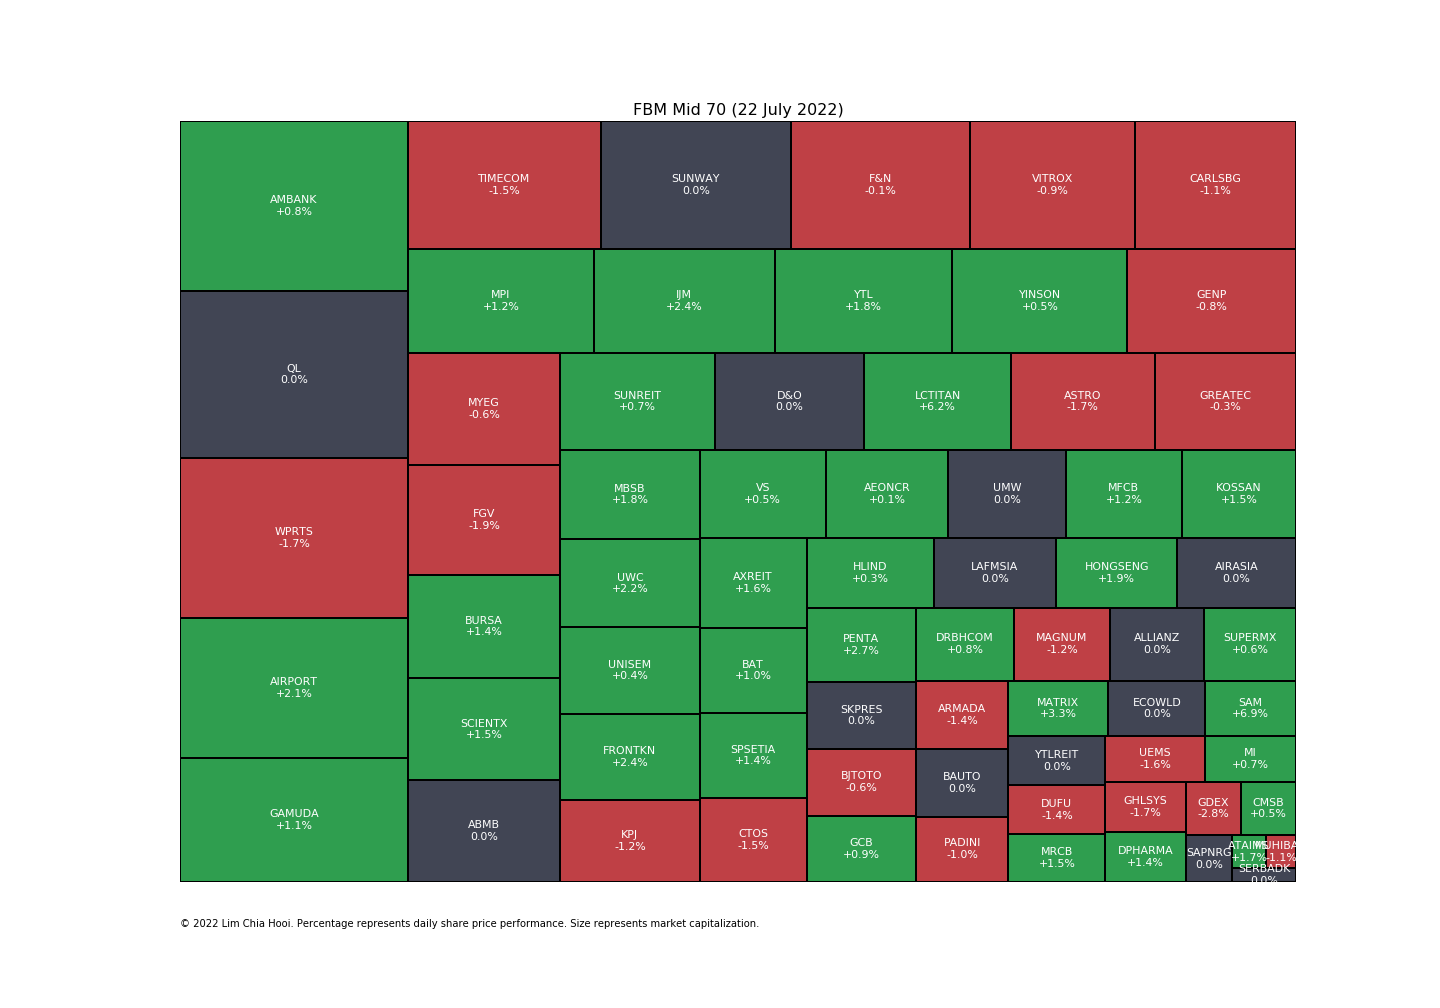 FBM Mid 70 (22 July 2022)
AMBANK
+0.8%
QL
0.0%
WPRTS
-1.7%
AIRPORT
+2.1%
GAMUDA
+1.1%
TIMECOM
-1.5%
SUNWAY
0.0%
F&N
-0.1%
VITROX
-0.9%
CARLSBG
-1.1%
MPI
+1.2%
IJM
+2.4%
YTL
+1.8%
YINSON
+0.5%
GENP
-0.8%
MYEG
-0.6%
FGV
-1.9%
BURSA
+1.4%
SCIENTX
+1.5%
ABMB
0.0%
SUNREIT
+0.7%
D&O
0.0%
LCTITAN
+6.2%
ASTRO
-1.7%
GREATEC
-0.3%
MBSB
+1.8%
UWC
+2.2%
UNISEM
+0.4%
FRONTKN
+2.4%
KPJ
-1.2%
VS
+0.5%
AEONCR
+0.1%
UMW
0.0%
MFCB
+1.2%
KOSSAN
+1.5%
AXREIT
+1.6%
BAT
+1.0%
SPSETIA
+1.4%
CTOS
-1.5%
HLIND
+0.3%
LAFMSIA
0.0%
HONGSENG
+1.9%
AIRASIA
0.0%
PENTA
+2.7%
SKPRES
0.0%
BJTOTO
-0.6%
GCB
+0.9%
DRBHCOM
+0.8%
MAGNUM
-1.2%
ALLIANZ
0.0%
SUPERMX
+0.6%
ARMADA
-1.4%
BAUTO
0.0%
PADINI
-1.0%
MATRIX
+3.3%
ECOWLD
0.0%
SAM
+6.9%
YTLREIT
0.0%
DUFU
-1.4%
MRCB
+1.5%
UEMS
-1.6%
MI
+0.7%
GHLSYS
-1.7%
DPHARMA
+1.4%
GDEX
-2.8%
CMSB
+0.5%
SAPNRG
0.0%
ATAIMS
+1.7%
MUHIBAH
-1.1%
SERBADK
0.0%
© 2022 Lim Chia Hooi. Percentage represents daily share price performance. Size represents market capitalization.